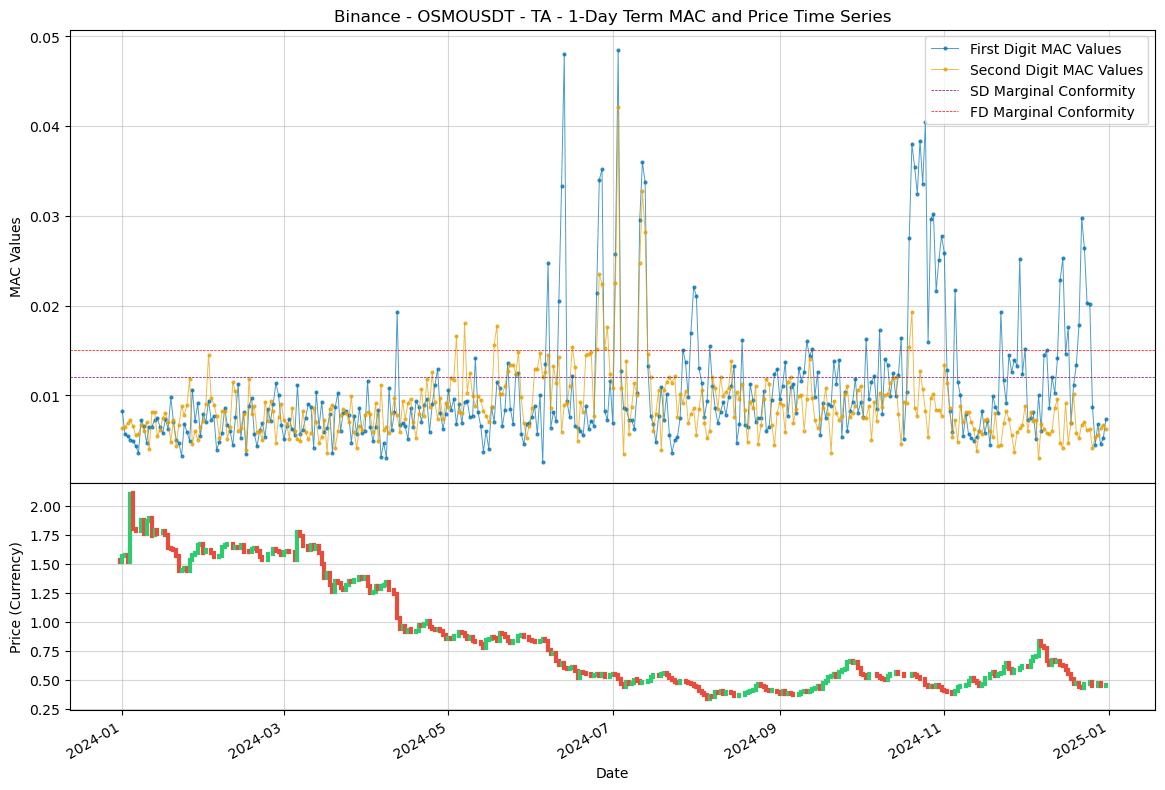 Binance - OSMOUSDT - TA - 1-Day Term MAC and Price Time Series
First Digit MAC Values
Second Digit MAC Values
SD Marginal Conformity
FD Marginal Conformity
MAC Values
0.05
0.04
0.03
0.02
0.01
Price (Currency)
2.00
1.75
1.50
1.25
1.00
0.75
0.50
0.25
2024-01
2024-03
2024-05
2024-07
2024-09
2024-11
2025-01
Date